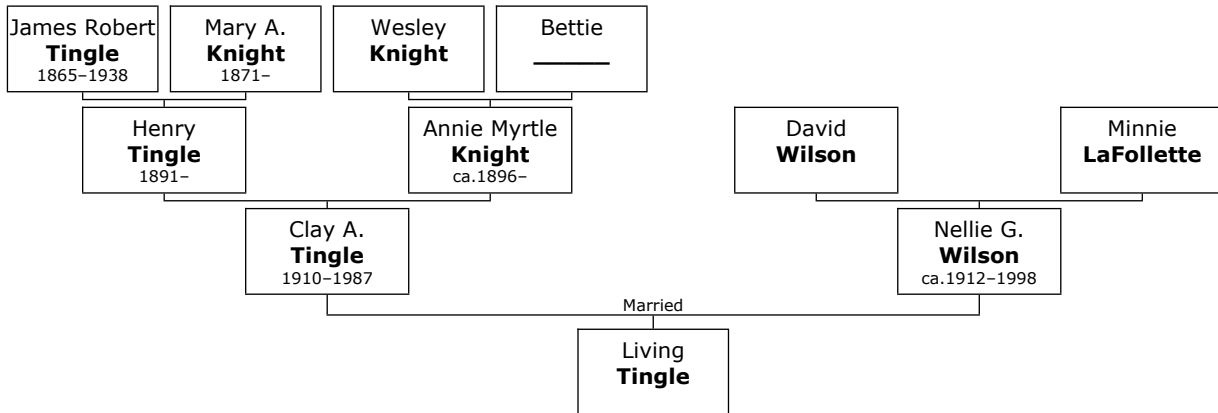 James Robert
Tingle
1865–1938
Mary A.
Knight
1871–
Wesley
Knight
Bettie
______
Henry
Tingle
1891–
Annie Myrtle
Knight
ca.1896–
David
Wilson
Minnie
LaFollette
Clay A.
Tingle
1910–1987
Nellie G.
Wilson
ca.1912–1998
Married
Living
Tingle